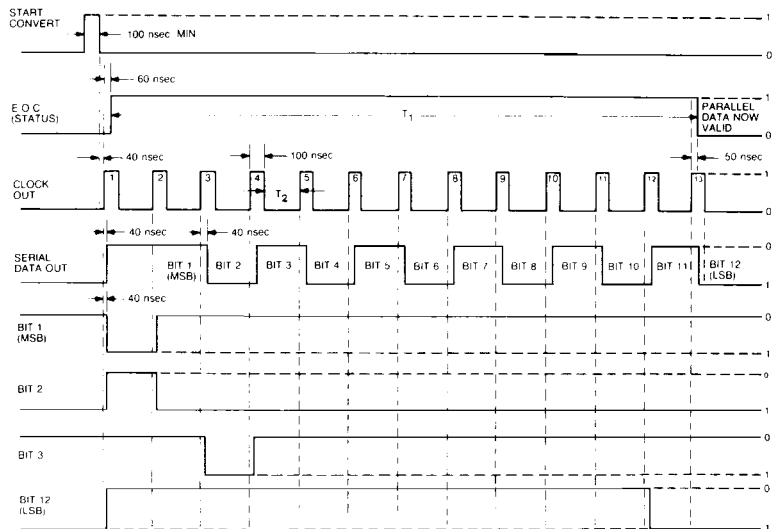 START CONVERT
100 nsec MIN
1
0
60 nsec
E O C (STATUS)
T1
PARALLEL DATA NOW VALID
1
0
40 nsec
100 nsec
50 nsec
CLOCK OUT
1 2 3 4 5 6 7 8 9 10 11 12 13
T2
1
0
40 nsec
40 nsec
SERIAL DATA OUT
BIT 1 (MSB)
BIT 2
BIT 3
BIT 4
BIT 5
BIT 6
BIT 7
BIT 8
BIT 9
BIT 10
BIT 11
BIT 12 (LSB)
0
1
40 nsec
BIT 1 (MSB)
0
1
BIT 2
0
1
BIT 3
0
1
BIT 12 (LSB)
0
1